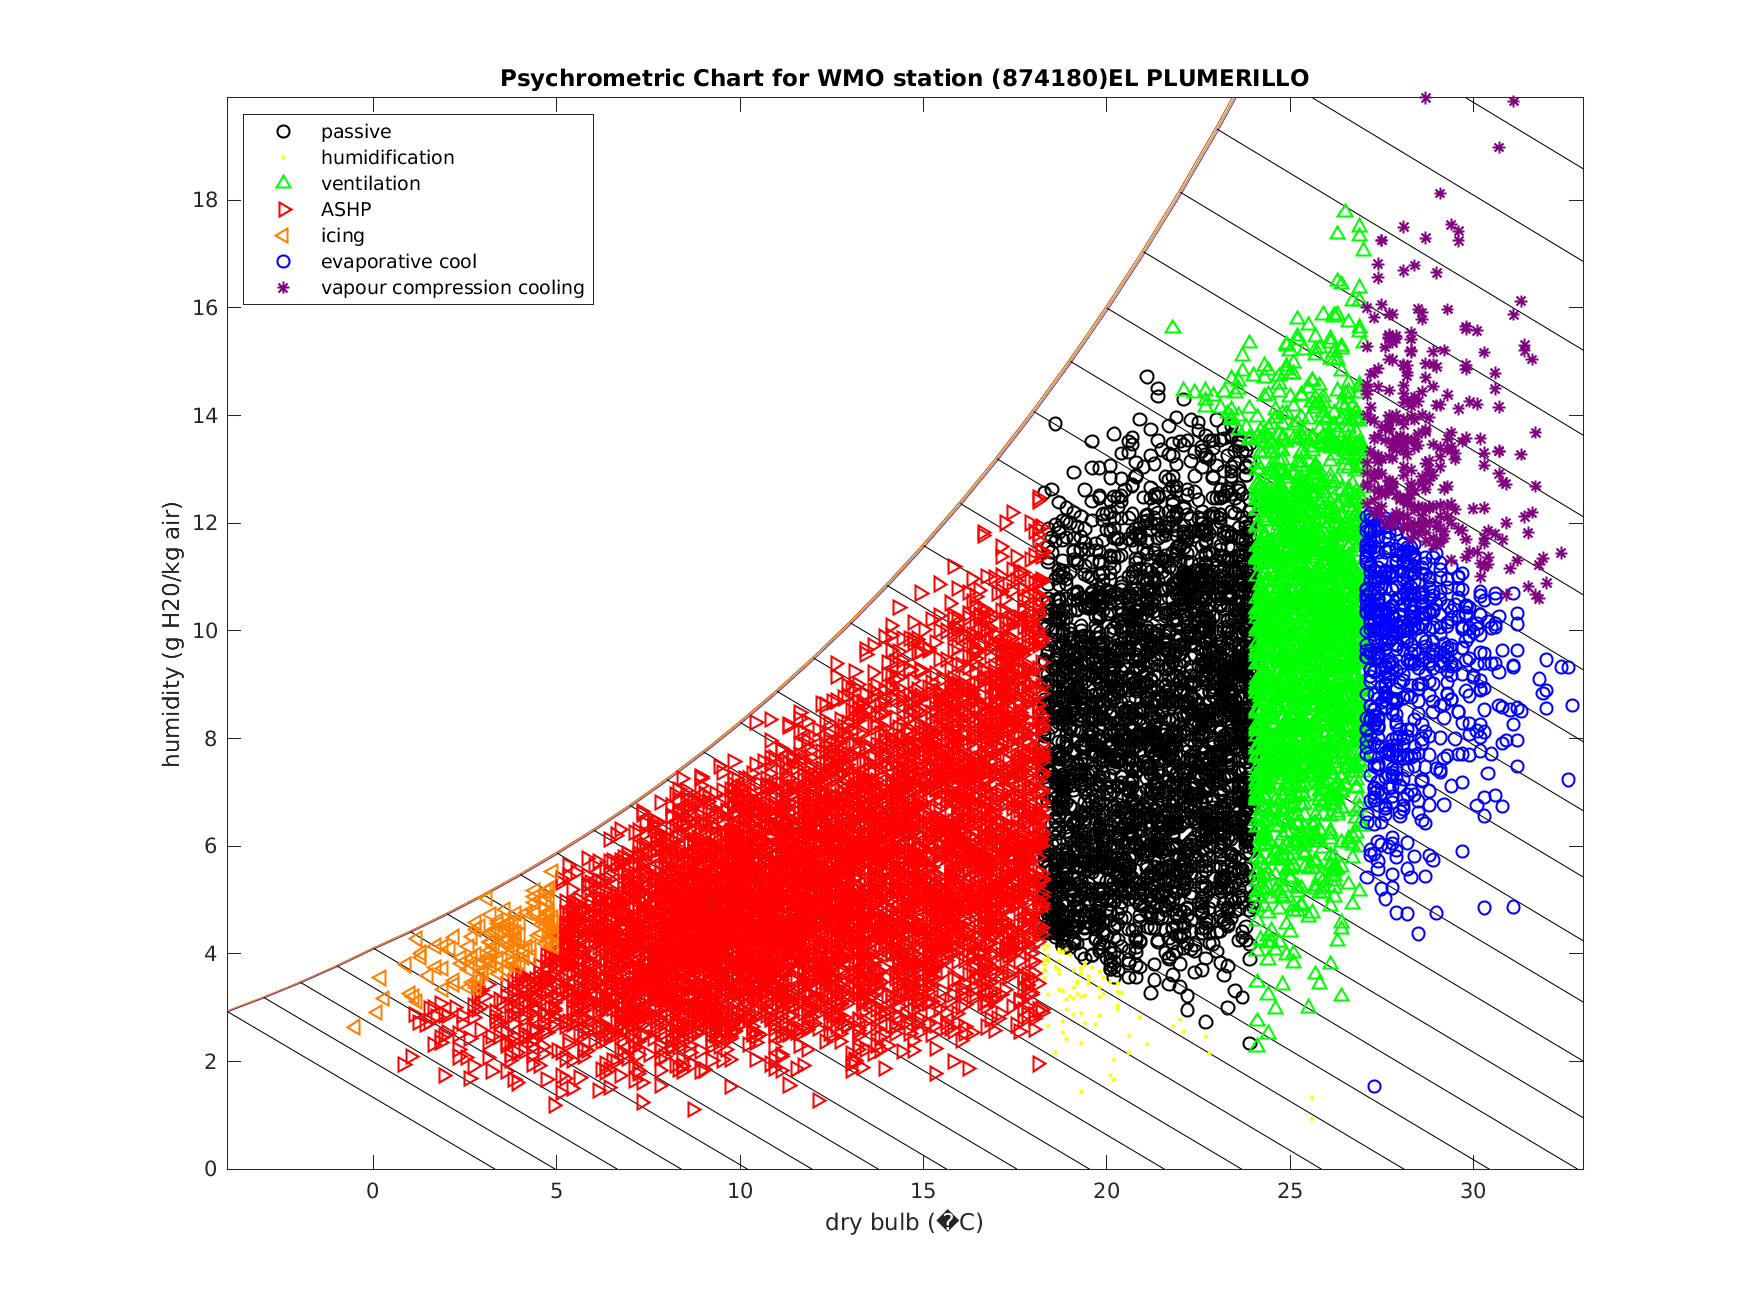 Psychrometric Chart for WMO station (874180)EL PLUMERILLO
passive
humidification
ventilation
ASHP
icing
evaporative cool
vapour compression cooling
humidity (g H20/kg air)
18
16
14
12
10
8
6
4
2
0
0 5 10 15 20 25 30
dry bulb (�C)